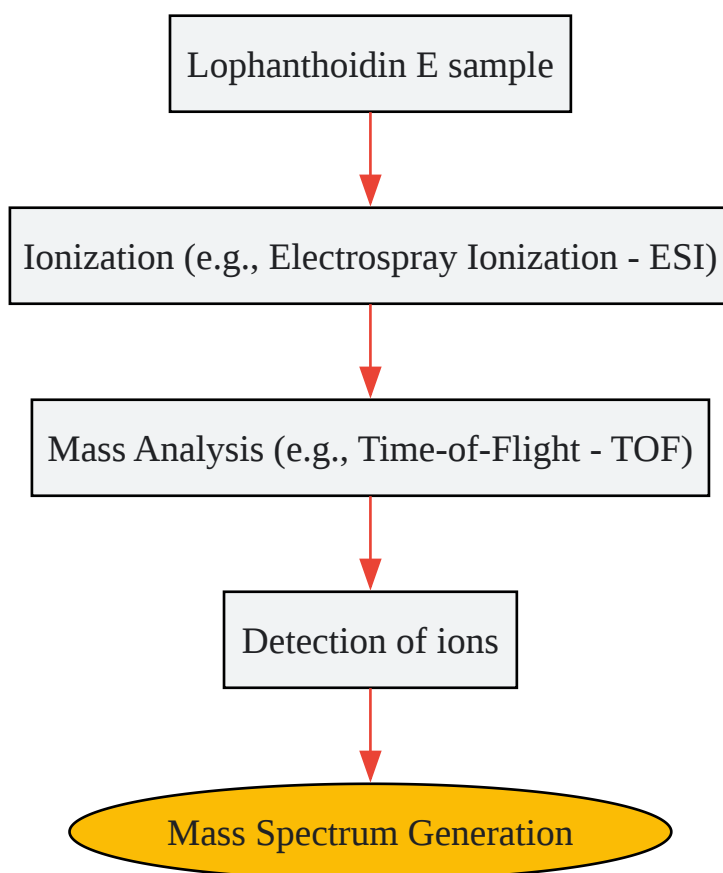 Lophanthoidin E sample
Ionization (e.g., Electrospray Ionization - ESI)
Mass Analysis (e.g., Time-of-Flight - TOF)
Detection of ions
Mass Spectrum Generation